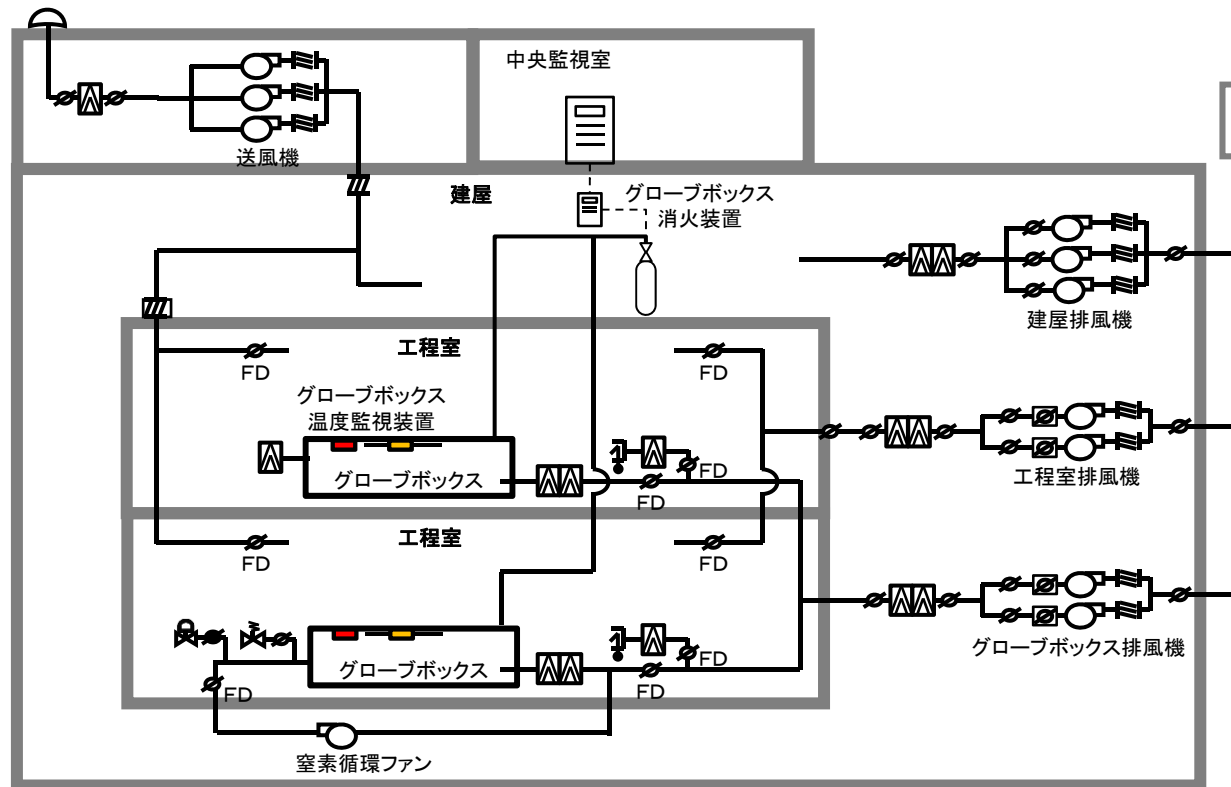 中央監視室
送風機
建屋
グローブボックス
消火装置
建屋排風機
工程室
FD
FD
グローブボックス
温度監視装置
グローブボックス
FD
FD
工程室排風機
工程室
FD
FD
グローブボックス
FD
FD
FD
グローブボックス排風機
窒素循環ファン